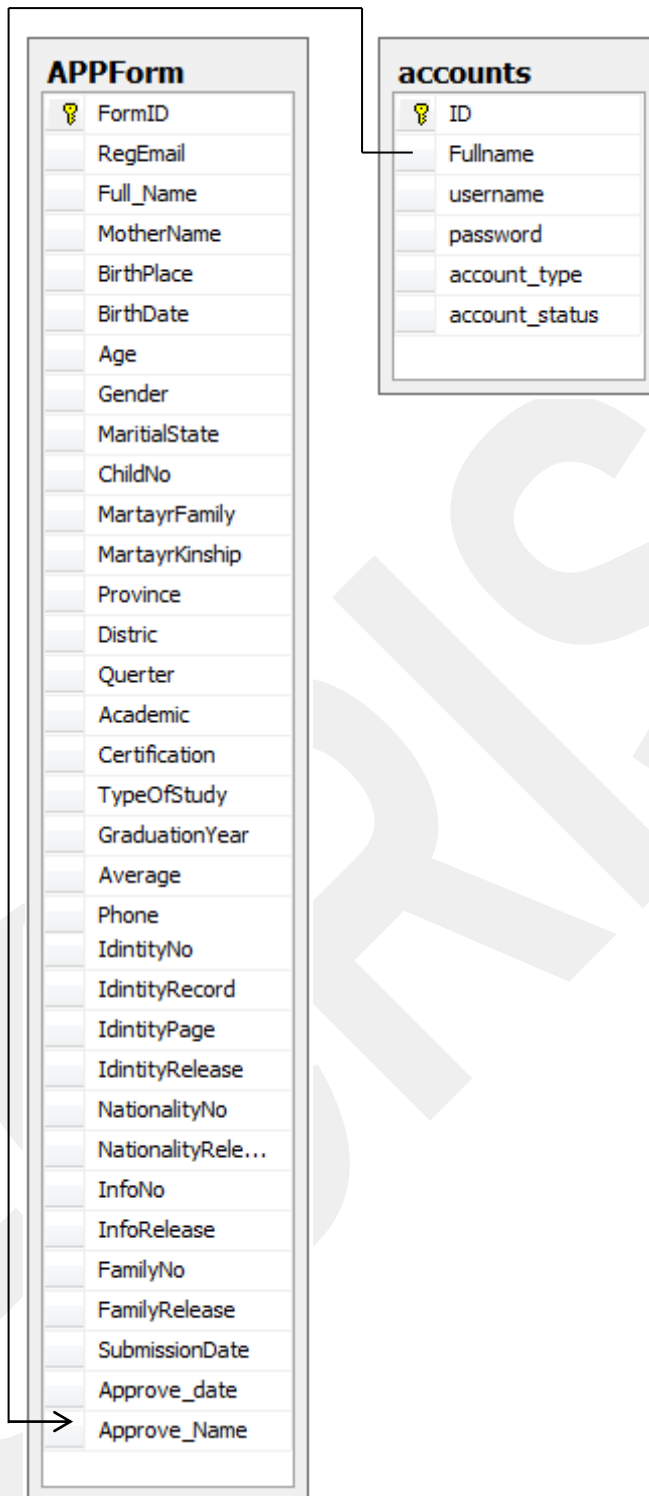 APPForm
FormID
RegEmail
Full_Name
MotherName
BirthPlace
BirthDate
Age
Gender
MaritialState
ChildNo
MartayrFamily
MartayrKinship
Province
Distric
Querter
Academic
Certification
TypeOfStudy
GraduationYear
Average
Phone
IdintityNo
IdintityRecord
IdintityPage
IdintityRelease
NationalityNo
NationalityRele...
InfoNo
InfoRelease
FamilyNo
FamilyRelease
SubmissionDate
Approve_date
Approve_Name
accounts
ID
Fullname
username
password
account_type
account_status